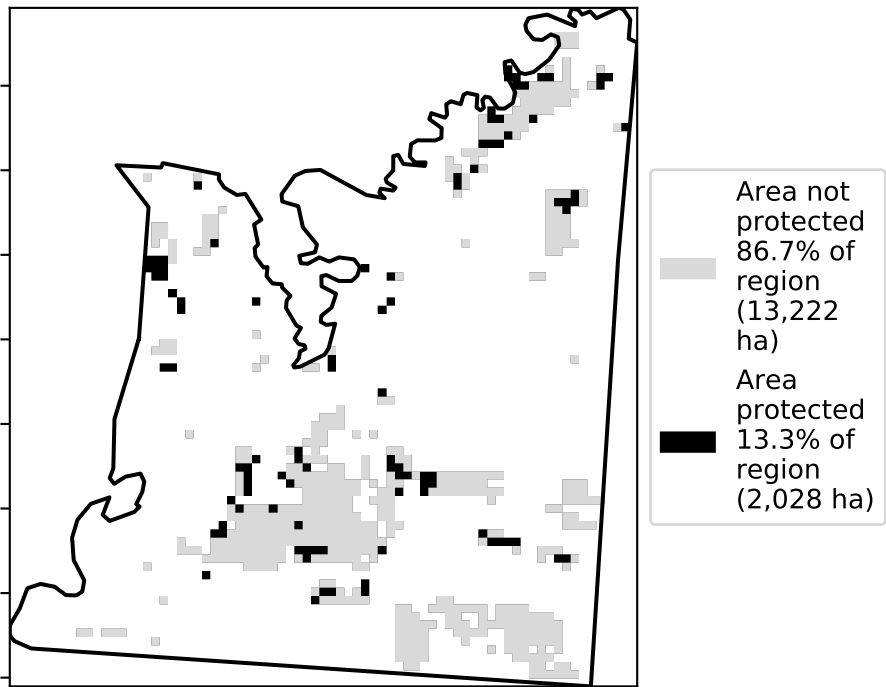 Area not
protected
86.7% of
region
(13,222
ha)
Area
protected
13.3% of
region
(2,028 ha)